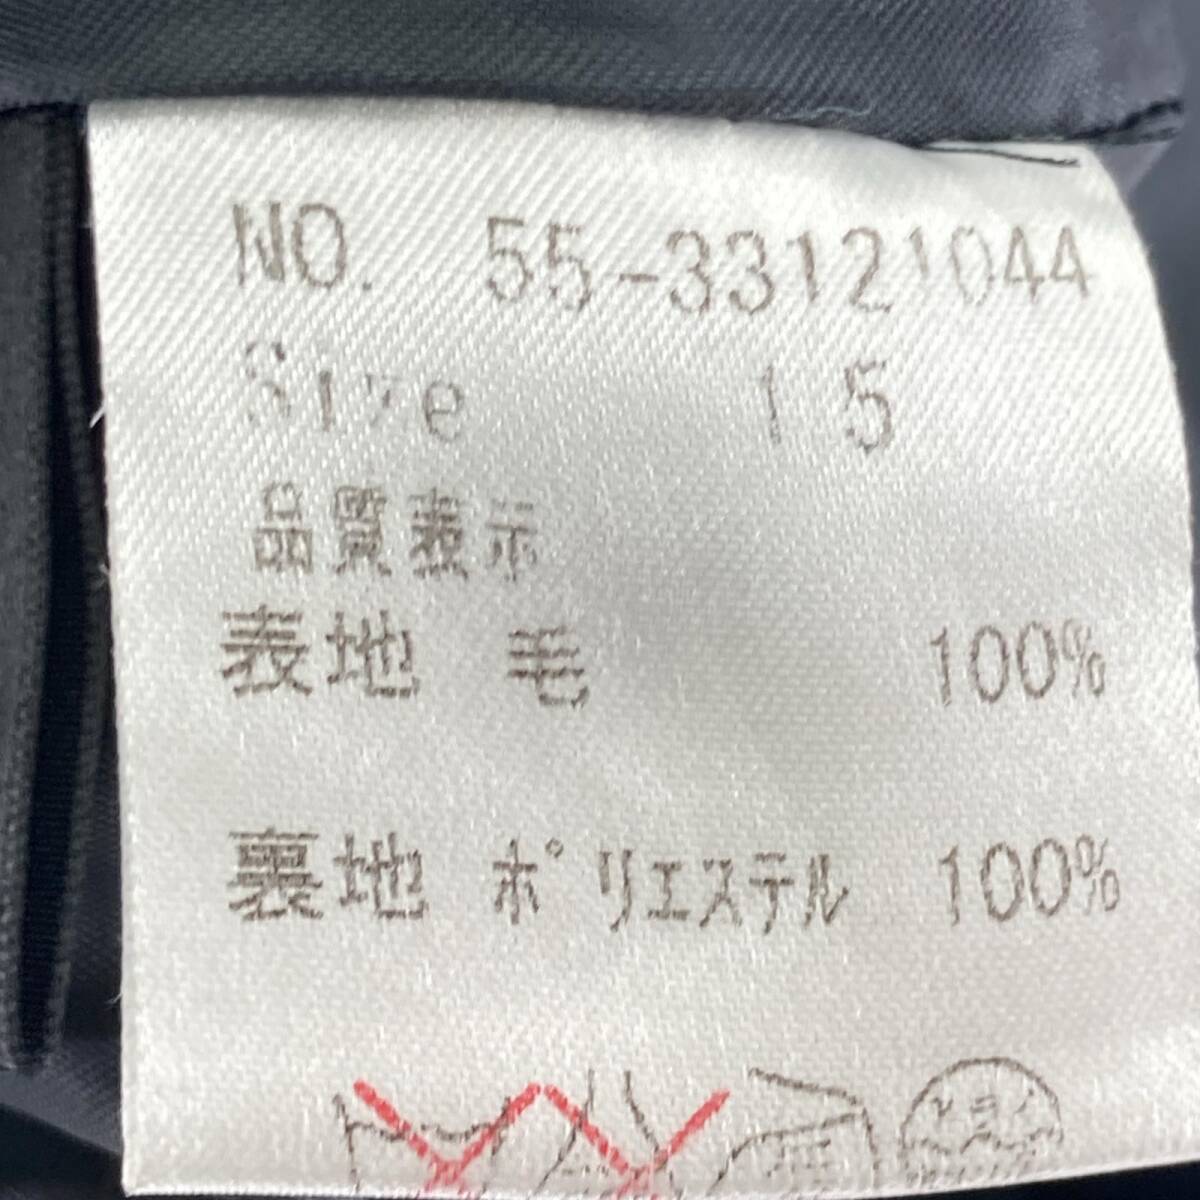 NO. 55-33121044
Size 15
品質表示
表地 毛 100%
裏地 ポリエステル 100%